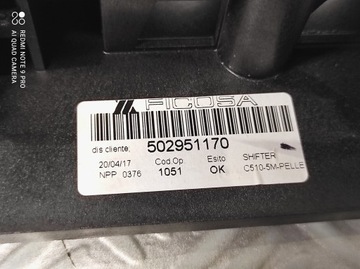 REDMI NOTE 9 PRO
AI QUAD CAMERA
FICOSA
dis cliente; 502951170
20/04/17 Cod.Op. Esito SHIFTER
NPP 0376 1051 OK C510-5M-PELLE